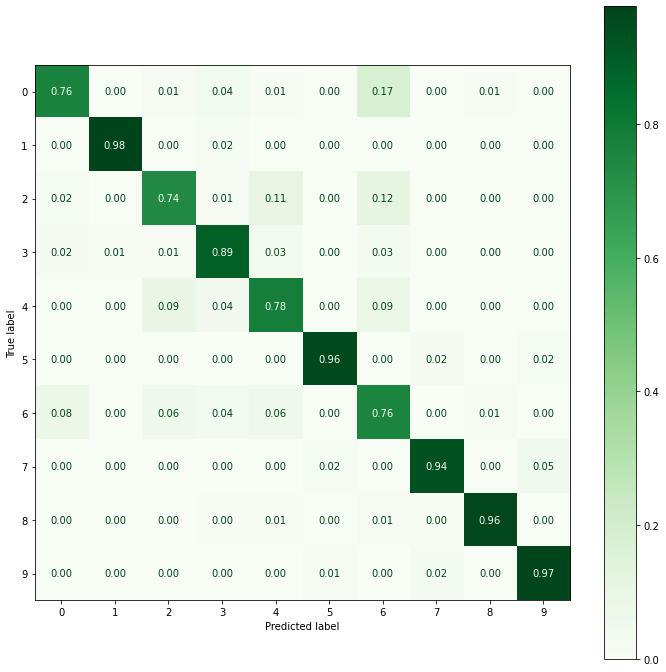 0 0.76 0.00 0.01 0.04 0.01 0.00 0.17 0.00 0.01 0.00
1 0.00 0.98 0.00 0.02 0.00 0.00 0.00 0.00 0.00 0.00
2 0.02 0.00 0.74 0.01 0.11 0.00 0.12 0.00 0.00 0.00
3 0.02 0.01 0.01 0.89 0.03 0.00 0.03 0.00 0.00 0.00
4 0.00 0.00 0.09 0.04 0.78 0.00 0.09 0.00 0.00 0.00
5 0.00 0.00 0.00 0.00 0.00 0.96 0.00 0.02 0.00 0.02
6 0.08 0.00 0.06 0.04 0.06 0.00 0.76 0.00 0.01 0.00
7 0.00 0.00 0.00 0.00 0.00 0.02 0.00 0.94 0.00 0.05
8 0.00 0.00 0.00 0.00 0.01 0.00 0.01 0.00 0.96 0.00
9 0.00 0.00 0.00 0.00 0.00 0.01 0.00 0.02 0.00 0.97
0 1 2 3 4 5 6 7 8 9
Predicted label
True label
0.8
0.6
0.4
0.2
0.0